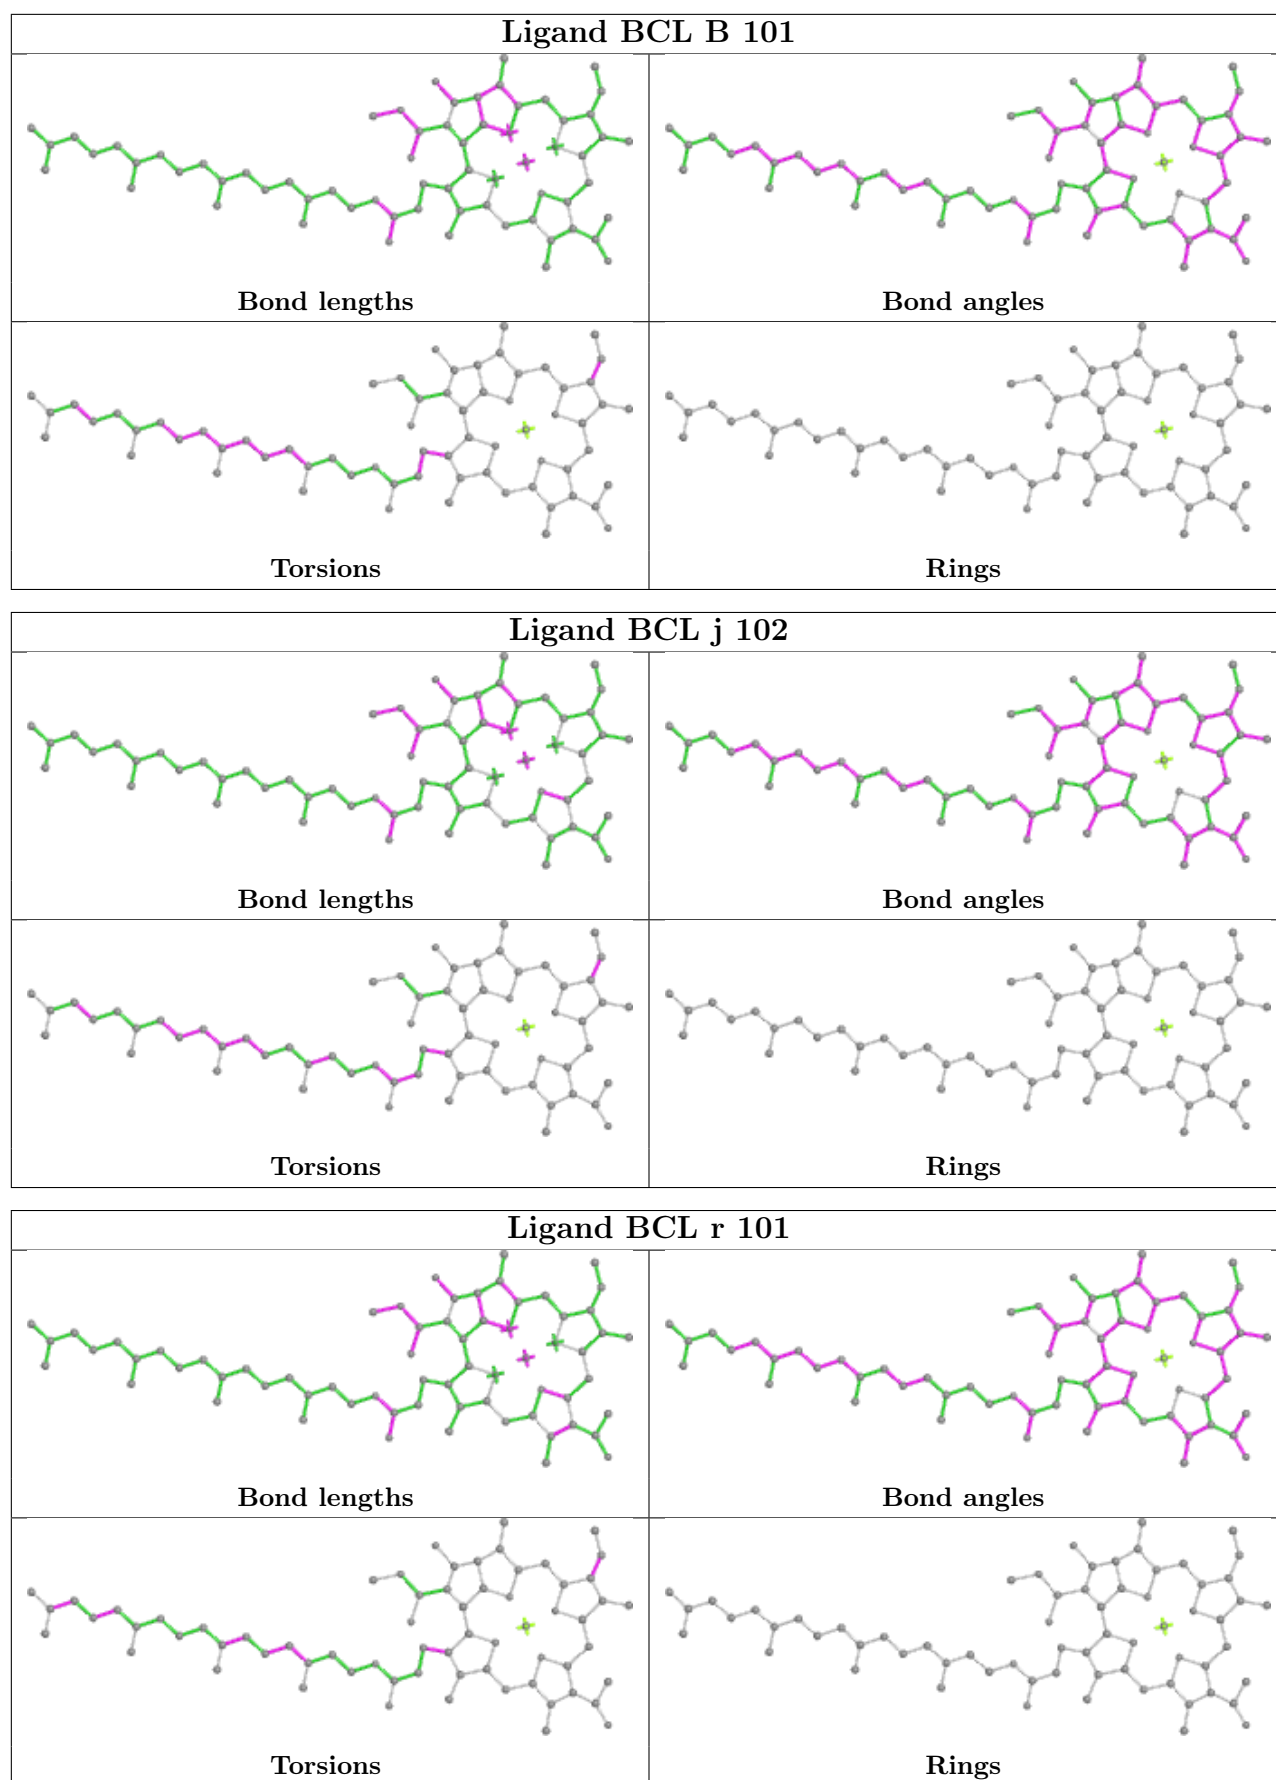 Ligand BCL B 101
Bond lengths
Bond angles
Torsions
Rings
Ligand BCL j 102
Bond lengths
Bond angles
Torsions
Rings
Ligand BCL r 101
Bond lengths
Bond angles
Torsions
Rings